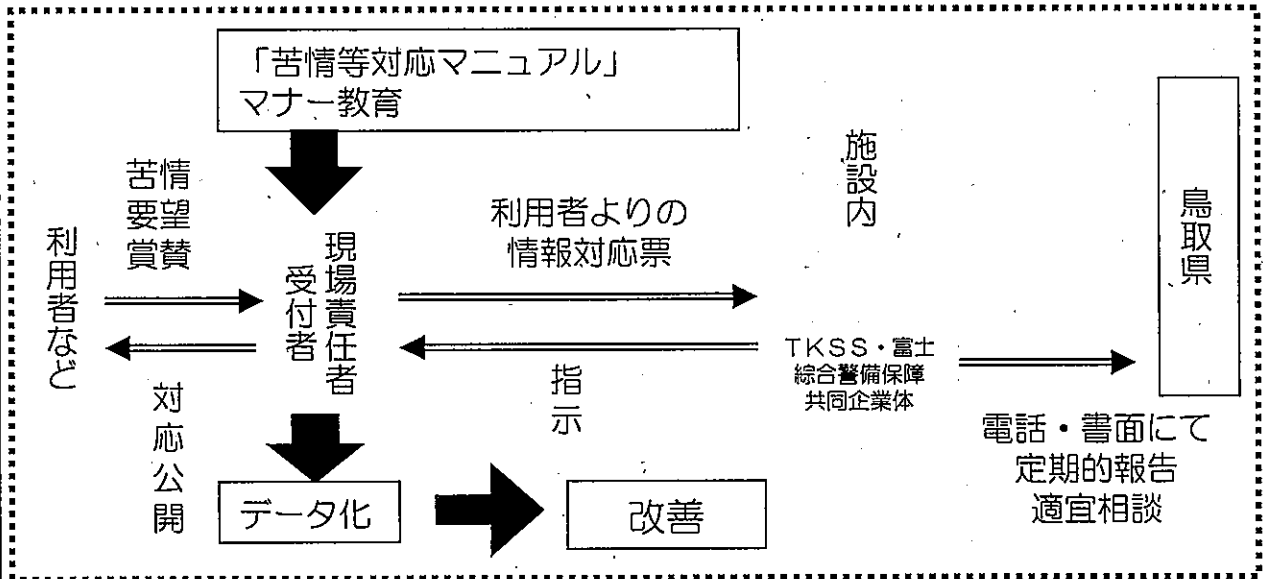 「苦情等対応マニュアル」
マナー教育
施設内
鳥取県
苦情
要望
賞賛
利用者よりの
情報対応票
利用者など
現場責任者
受付者
TKSS・富士
綜合警備保障
共同企業体
指示
対応公開
電話・書面にて
定期的報告
適宜相談
データ化
改善